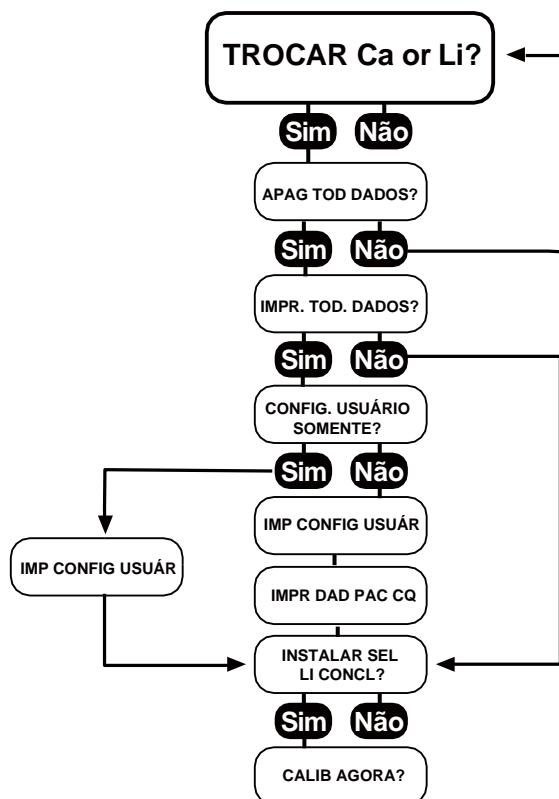 TROCAR Ca or Li?
Sim Não
APAG TOD DADOS?
Sim Não
IMPR. TOD. DADOS?
Sim Não
CONFIG. USUÁRIO
SOMENTE?
Sim Não
IMP CONFIG USUÁR
IMP CONFIG USUÁR
IMPR DAD PAC CQ
INSTALAR SEL
LI CONCL?
Sim Não
CALIB AGORA?